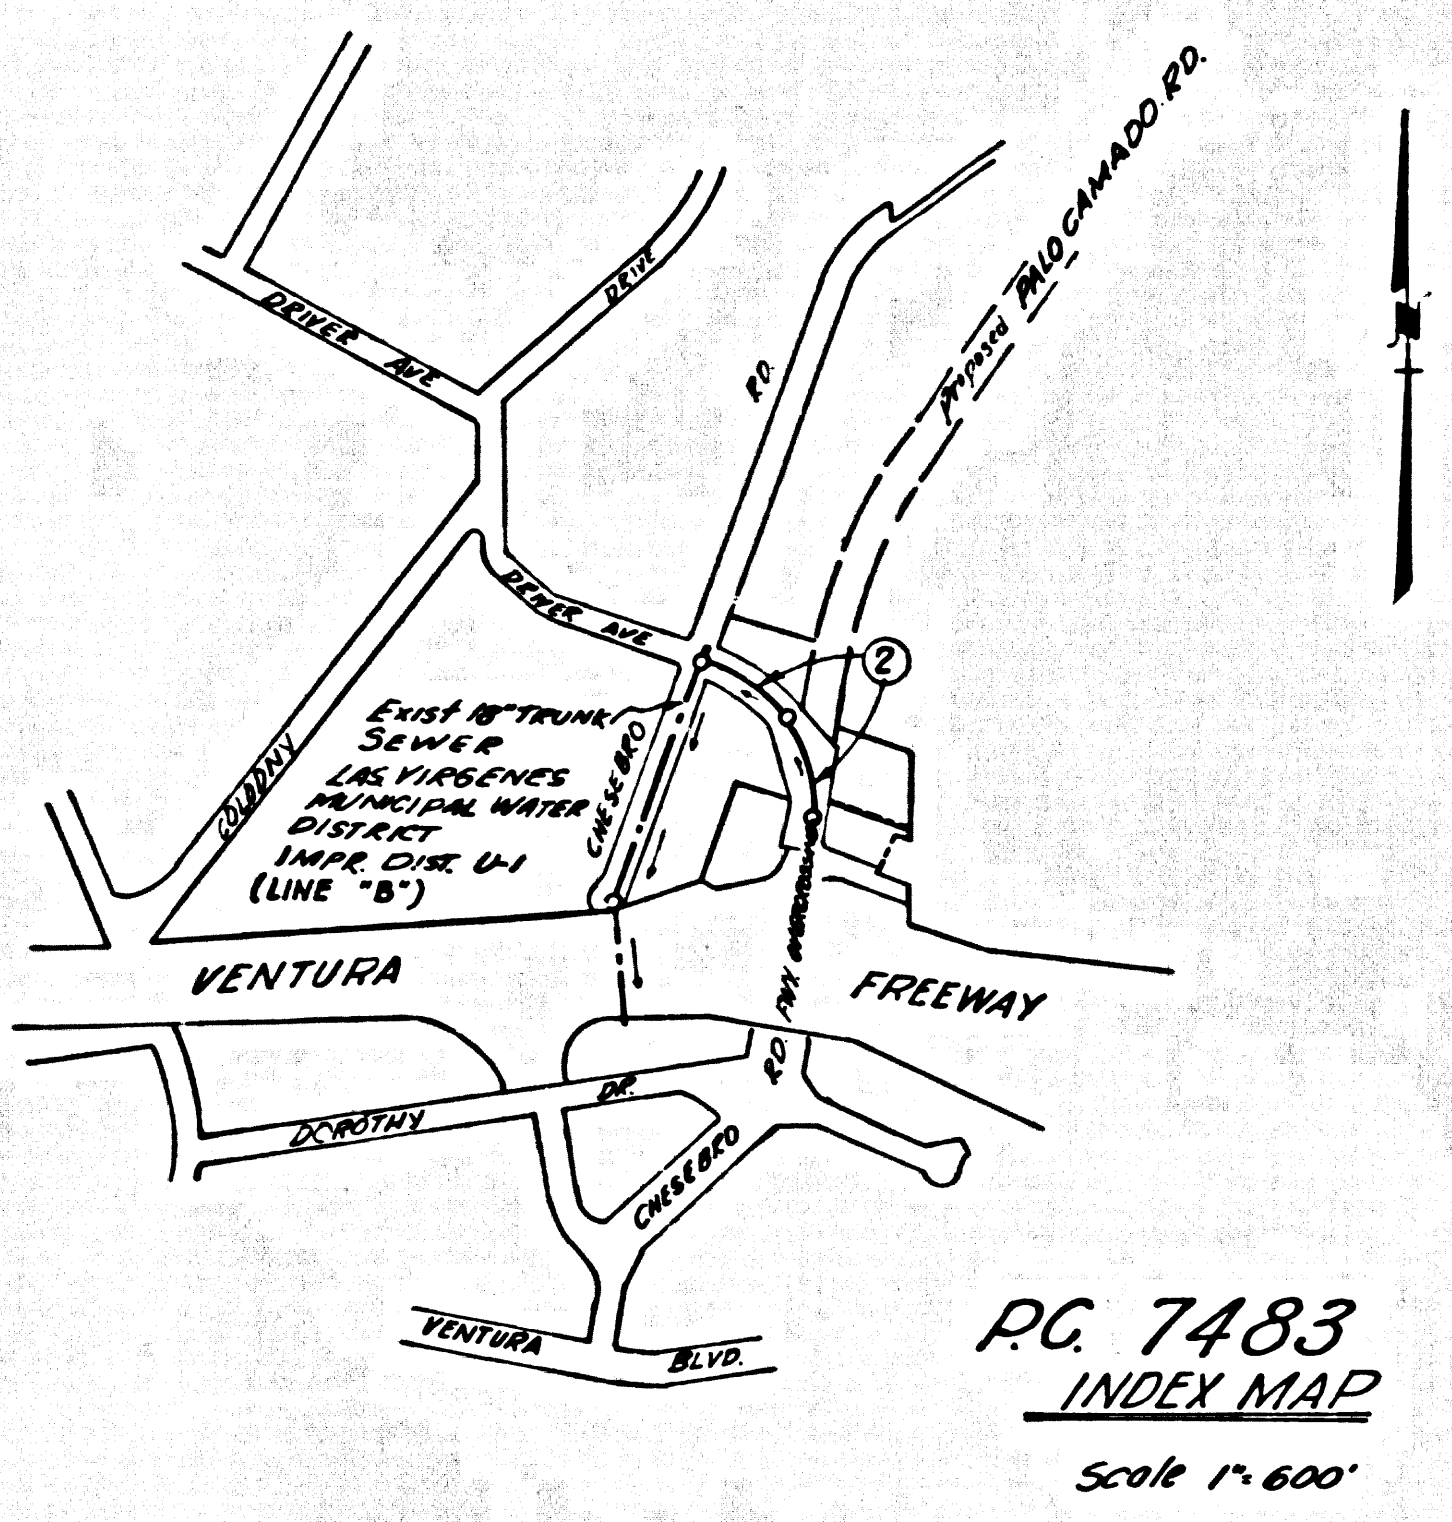 PALO CAMADO RD.
Proposed
DRIVE
DRIVER AVE
RD.
DRIVER AVE
2
Exist 18" TRUNK
SEWER
LAS VIRGENES
MUNICIPAL WATER
DISTRICT
IMPR. DIST. U-1
(LINE "B")
CHESEBRO
COLODNY
VENTURA
FREEWAY
FWY.
RD.
DOROTHY
DR.
CHESEBRO
VENTURA
BLVD.
P.C. 7483
INDEX MAP
Scale 1"= 600'